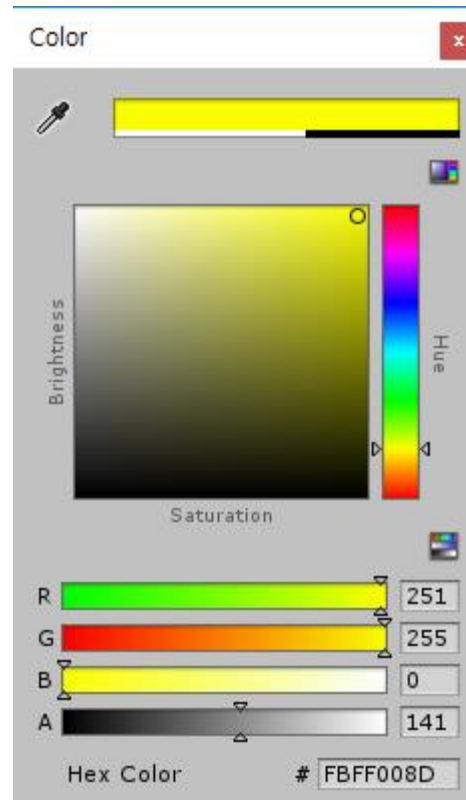 Color
x
Brightness
Hue
Saturation
R 251
G 255
B 0
A 141
Hex Color # FBFF008D